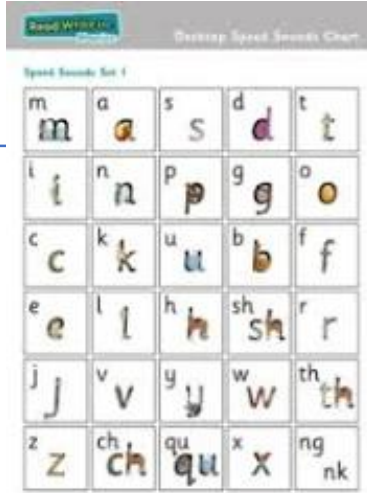 Read Write Inc.
Desktop Speed Sounds Chart
Speed Sounds Set 1
m a s d t
m a s d t
i n p g o
i n p g o
c k u b f
c k u b f
e l h sh r
e l h sh r
j v y w th
j v y w th
z ch qu x ng
z ch qu x nk